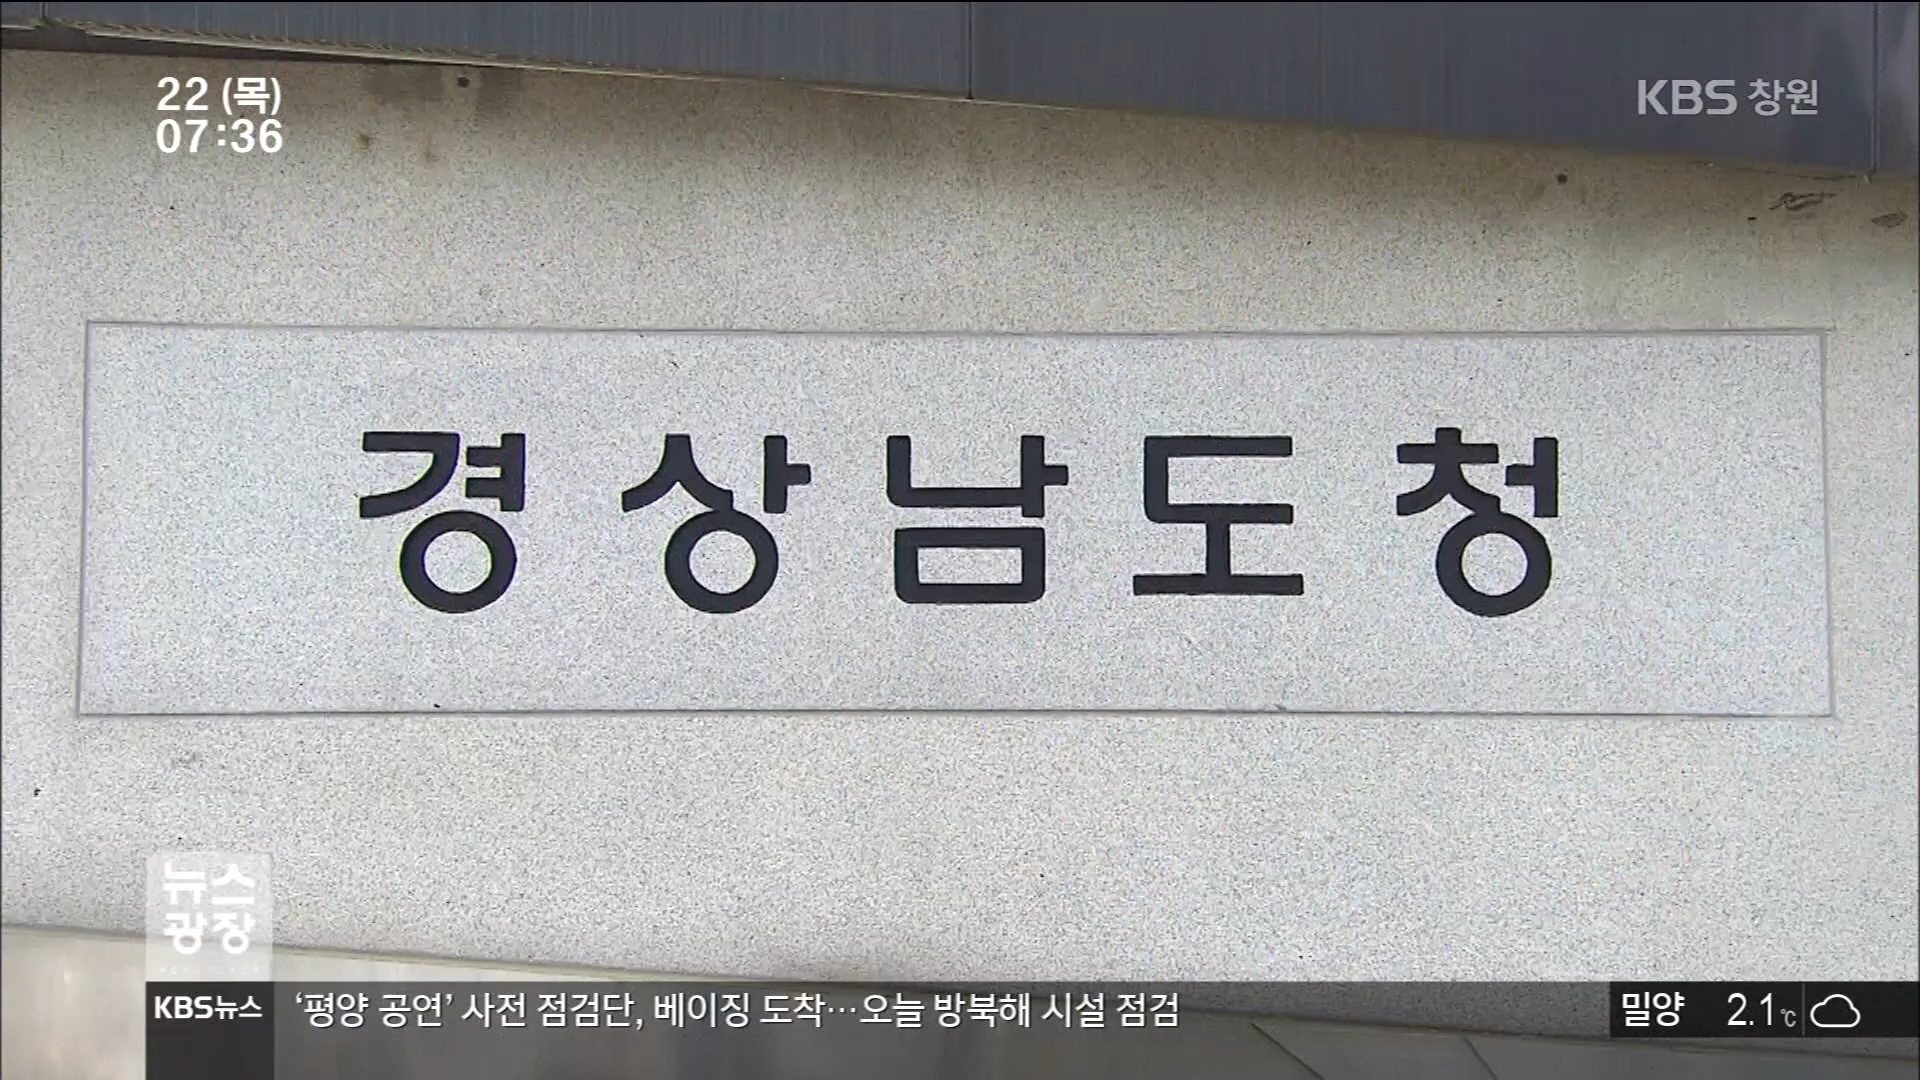 22 (목)
07:36
KBS 창원
경상남도청
뉴스
광장
KBS뉴스
‘평양 공연’ 사전 점검단, 베이징 도착…오늘 방북해 시설 점검
밀양 2.1℃